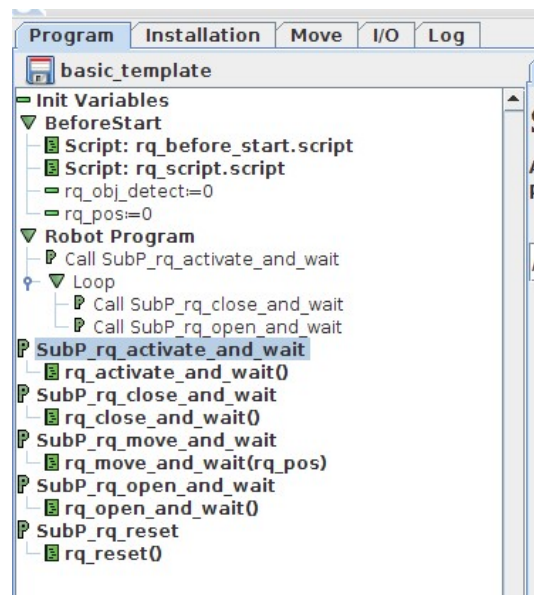 Program Installation Move I/O Log
basic_template
Init Variables
BeforeStart
Script: rq_before_start.script
Script: rq_script.script
rq_obj_detect:=0
rq_pos:=0
Robot Program
Call SubP_rq_activate_and_wait
Loop
Call SubP_rq_close_and_wait
Call SubP_rq_open_and_wait
SubP_rq_activate_and_wait
rq_activate_and_wait()
SubP_rq_close_and_wait
rq_close_and_wait()
SubP_rq_move_and_wait
rq_move_and_wait(rq_pos)
SubP_rq_open_and_wait
rq_open_and_wait()
SubP_rq_reset
rq_reset()